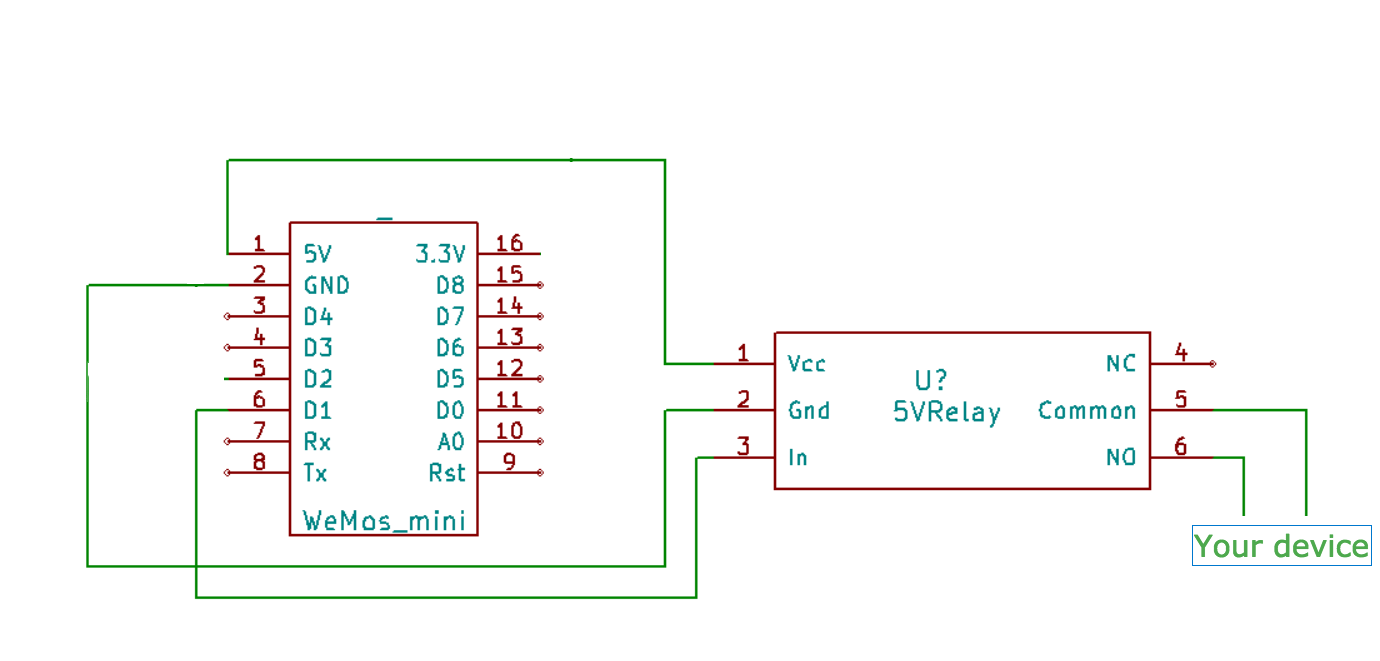 _
1 5V 3.3V 16
2 GND D8 15
3 D4 D7 14
4 D3 D6 13
5 D2 D5 12
6 D1 D0 11
7 Rx A0 10
8 Tx Rst 9
WeMos_mini
1 Vcc NC 4
U?
2 Gnd 5VRelay Common 5
3 In NO 6
Your device